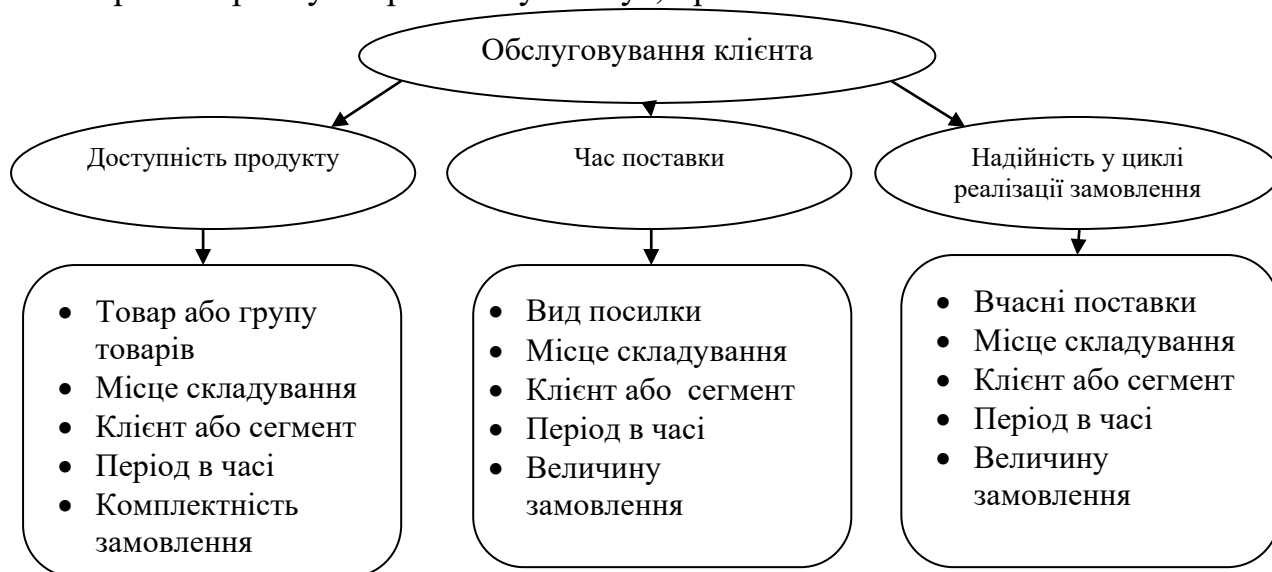 Обслуговування клієнта
Доступність продукту
Час поставки
Надійність у циклі
реалізації замовлення
• Товар або групу
товарів
• Місце складування
• Клієнт або сегмент
• Період в часі
• Комплектність
замовлення
• Вид посилки
• Місце складування
• Клієнт або сегмент
• Період в часі
• Величину
замовлення
• Вчасні поставки
• Місце складування
• Клієнт або сегмент
• Період в часі
• Величину
замовлення